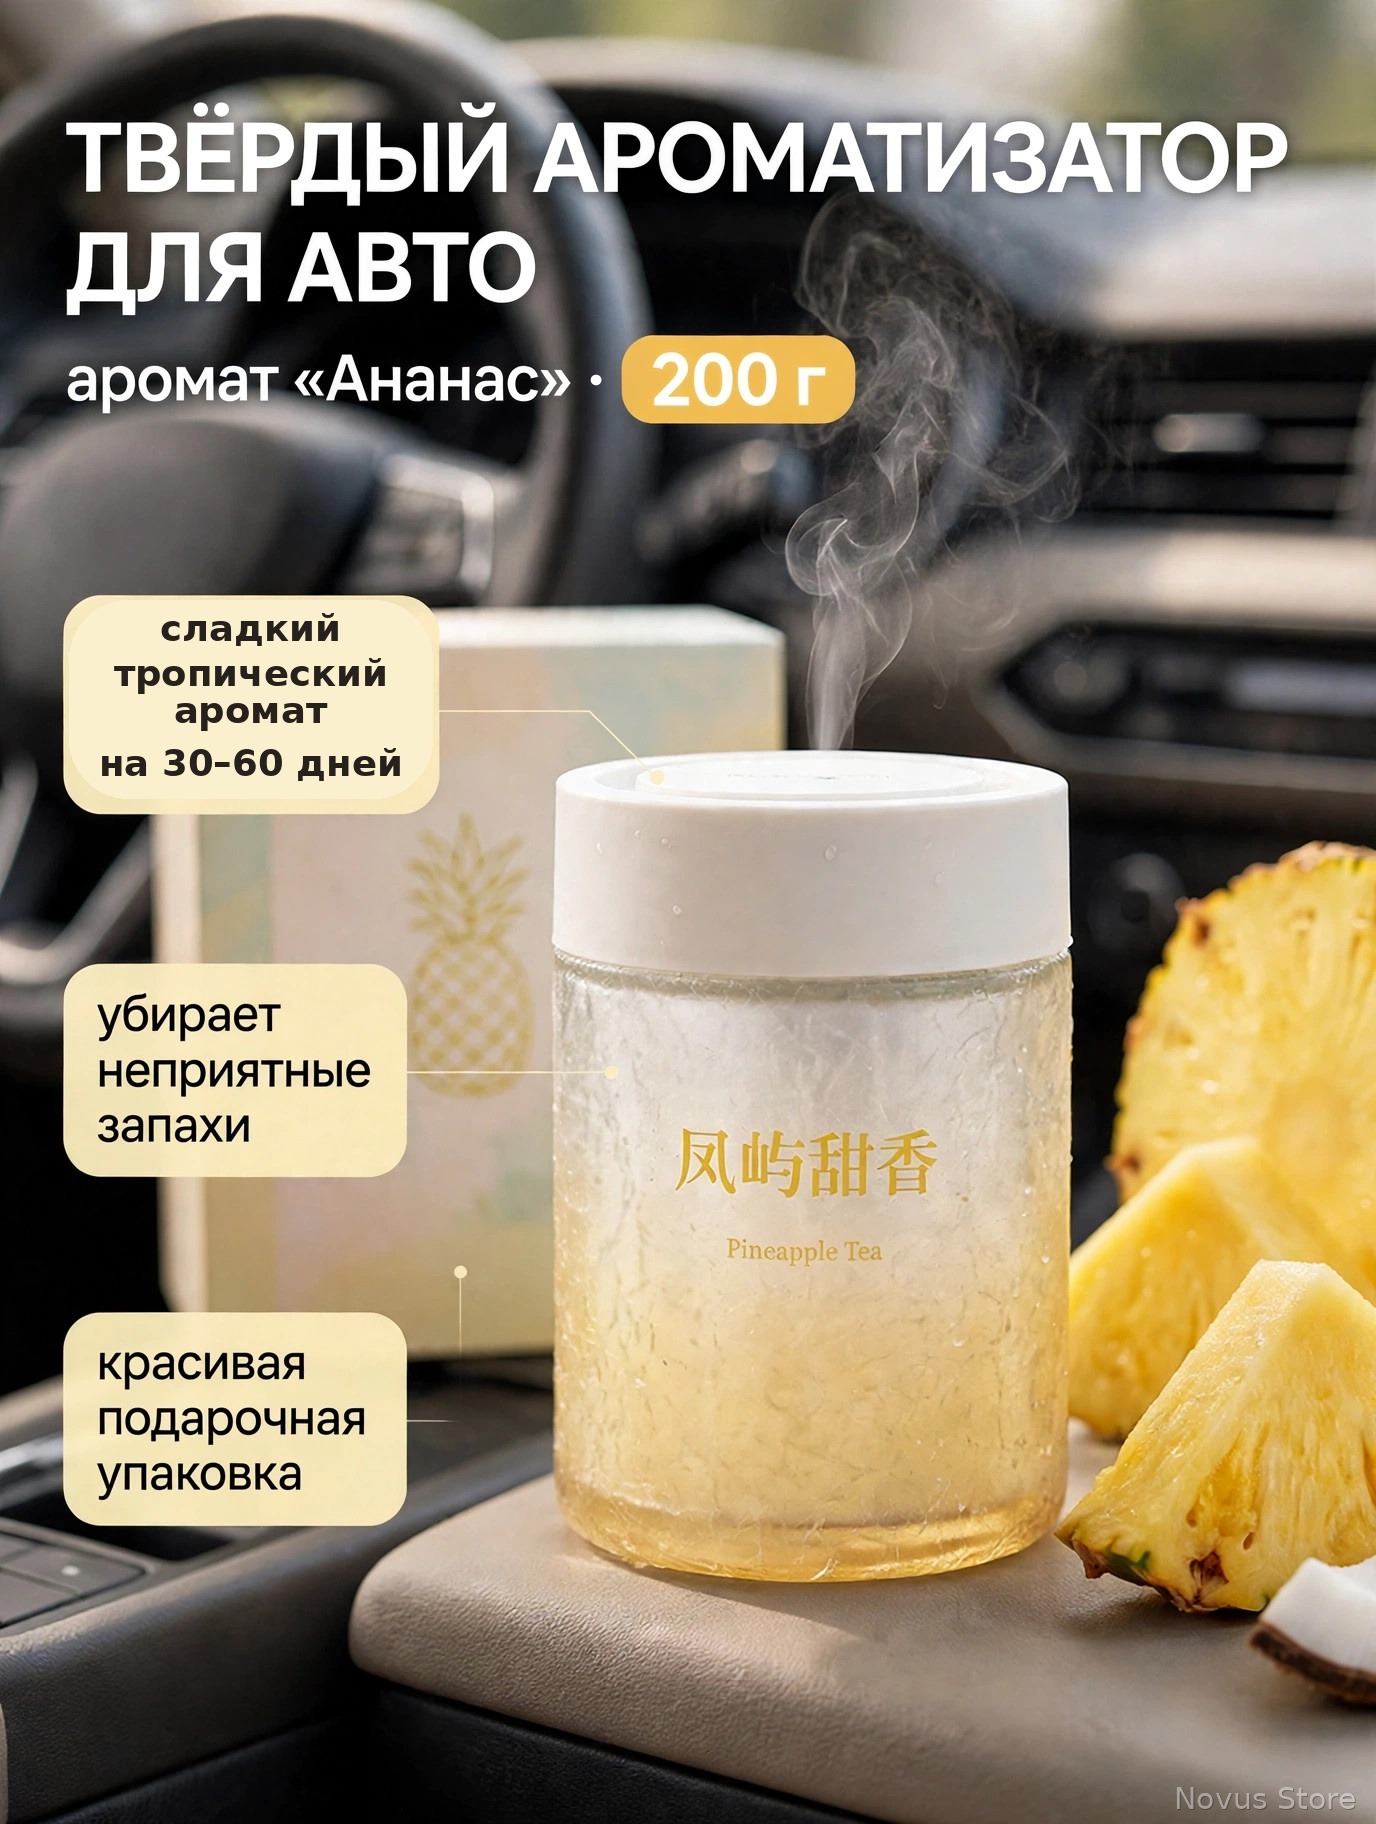 ТВЁРДЫЙ АРОМАТИЗАТОР
ДЛЯ АВТО
аромат «Ананас» · 200 г
сладкий
тропический
аромат
на 30–60 дней
убирает
неприятные
запахи
凤屿甜香
Pineapple Tea
красивая
подарочная
упаковка
Novus Store